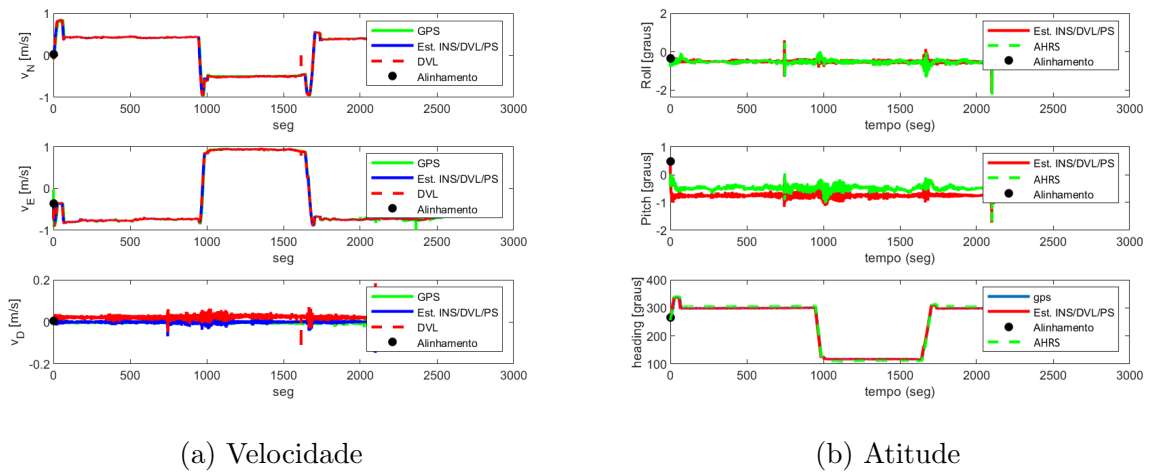 v_N [m/s]
1
0
-1
0
500
1000
1500
2000
2500
3000
seg
GPS
Est. INS/DVL/PS
DVL
Alinhamento
v_E [m/s]
1
0
-1
0
500
1000
1500
2000
2500
3000
seg
GPS
Est. INS/DVL/PS
DVL
Alinhamento
v_D [m/s]
0.2
0
-0.2
0
500
1000
1500
2000
2500
3000
seg
GPS
Est. INS/DVL/PS
DVL
Alinhamento
(a) Velocidade
Roll [graus]
2
0
-2
0
500
1000
1500
2000
2500
3000
tempo (seg)
Est. INS/DVL/PS
AHRS
Alinhamento
Pitch [graus]
2
1
0
-1
-2
0
500
1000
1500
2000
2500
3000
tempo (seg)
Est. INS/DVL/PS
AHRS
Alinhamento
heading [graus]
400
300
200
100
0
500
1000
1500
2000
2500
3000
tempo (seg)
gps
Est. INS/DVL/PS
Alinhamento
AHRS
(b) Atitude